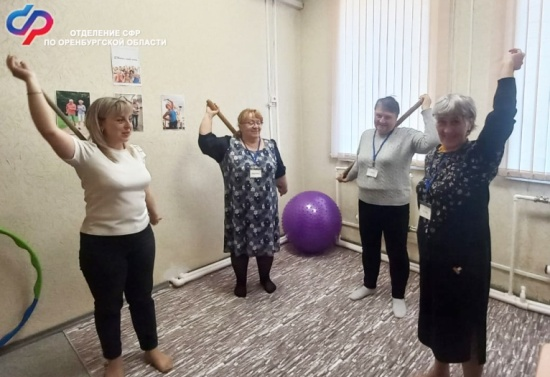 ОТДЕЛЕНИЕ СФР
ПО ОРЕНБУРГСКОЙ ОБЛАСТИ